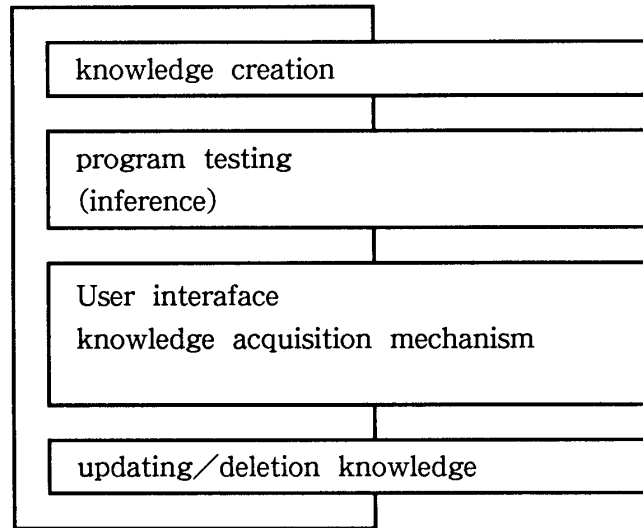 knowledge creation
program testing
(inference)
User interaface
knowledge acquisition mechanism
updating／deletion knowledge